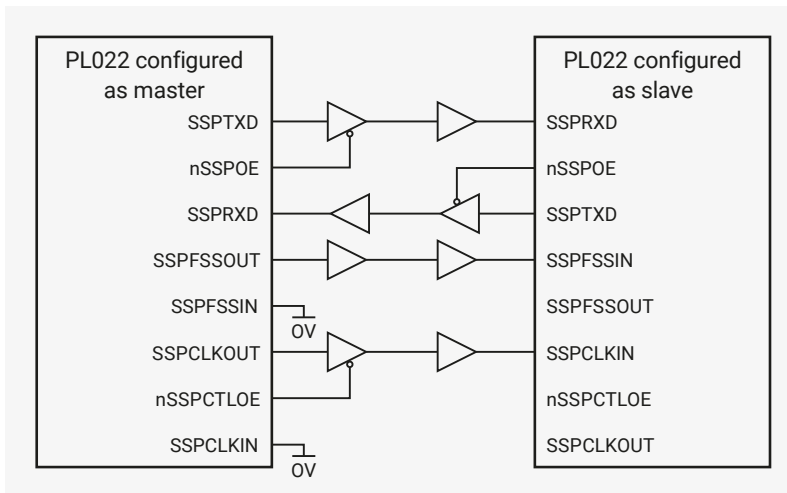 PL022 configured
as master
SSPTXD
nSSPOE
SSPRXD
SSPFSSOUT
SSPFSSIN
0V
SSPCLKOUT
nSSPCTLOE
SSPCLKIN
0V
PL022 configured
as slave
SSPRXD
nSSPOE
SSPTXD
SSPFSSIN
SSPFSSOUT
SSPCLKIN
nSSPCTLOE
SSPCLKOUT